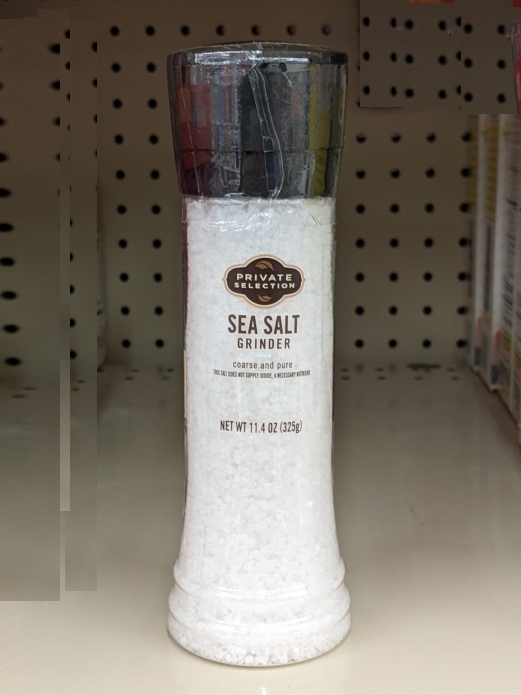 PRIVATE
SELECTION
SEA SALT
GRINDER
coarse and pure
THIS SALT DOES NOT SUPPLY IODIDE, A NECESSARY NUTRIENT.
NET WT 11.4 OZ (325g)